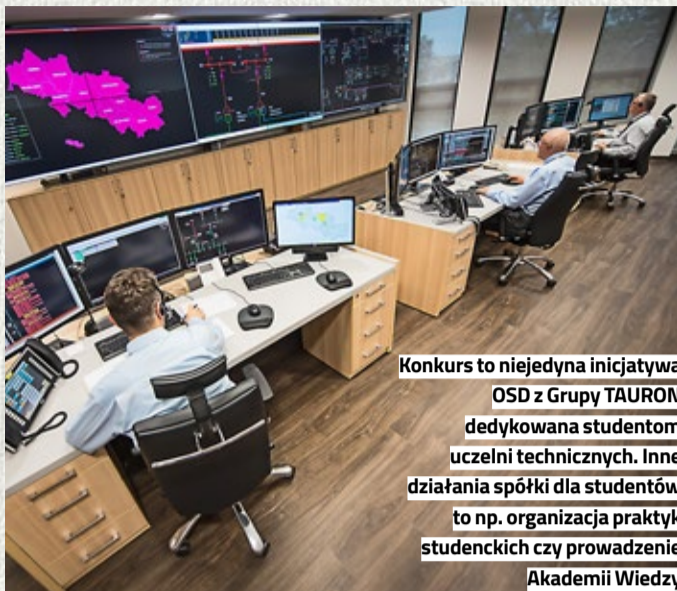 Konkurs to niejedyna inicjatywa
OSD z Grupy TAURON
dedykowana studentom
uczelni technicznych. Inne
działania spółki dla studentów
to np. organizacja praktyk
studenckich czy prowadzenie
Akademii Wiedzy